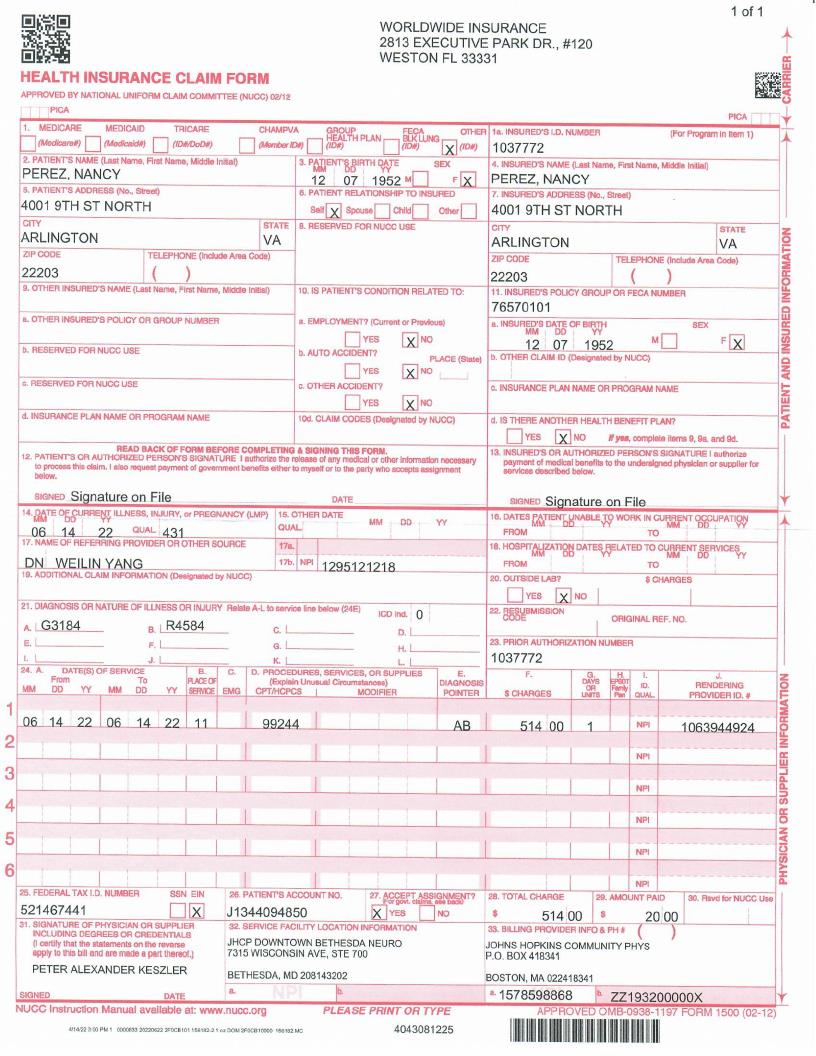 1 of 1
WORLDWIDE INSURANCE
2813 EXECUTIVE PARK DR., #120
WESTON FL 33331
HEALTH INSURANCE CLAIM FORM
APPROVED BY NATIONAL UNIFORM CLAIM COMMITTEE (NUCC) 02/12
PICA PICA
CARRIER
1. MEDICARE MEDICAID TRICARE CHAMPVA GROUP HEALTH PLAN FECA BLK LUNG OTHER
(Medicare#) (Medicaid#) (ID#/DoD#) (Member ID#) (ID#) (ID#) X (ID#)
1a. INSURED'S I.D. NUMBER (For Program in Item 1)
1037772
2. PATIENT'S NAME (Last Name, First Name, Middle Initial)
PEREZ, NANCY
3. PATIENT'S BIRTH DATE SEX
MM DD YY
12 07 1952 M F X
4. INSURED'S NAME (Last Name, First Name, Middle Initial)
PEREZ, NANCY
5. PATIENT'S ADDRESS (No., Street)
4001 9TH ST NORTH
6. PATIENT RELATIONSHIP TO INSURED
Self X Spouse Child Other
7. INSURED'S ADDRESS (No., Street)
4001 9TH ST NORTH
CITY STATE
ARLINGTON VA
8. RESERVED FOR NUCC USE
CITY STATE
ARLINGTON VA
ZIP CODE TELEPHONE (Include Area Code)
22203 ( )
ZIP CODE TELEPHONE (Include Area Code)
22203 ( )
9. OTHER INSURED'S NAME (Last Name, First Name, Middle Initial)
10. IS PATIENT'S CONDITION RELATED TO:
11. INSURED'S POLICY GROUP OR FECA NUMBER
76570101
a. OTHER INSURED'S POLICY OR GROUP NUMBER
a. EMPLOYMENT? (Current or Previous)
YES X NO
a. INSURED'S DATE OF BIRTH SEX
MM DD YY
12 07 1952 M F X
b. RESERVED FOR NUCC USE
b. AUTO ACCIDENT? PLACE (State)
YES X NO
b. OTHER CLAIM ID (Designated by NUCC)
c. RESERVED FOR NUCC USE
c. OTHER ACCIDENT?
YES X NO
c. INSURANCE PLAN NAME OR PROGRAM NAME
d. INSURANCE PLAN NAME OR PROGRAM NAME
10d. CLAIM CODES (Designated by NUCC)
d. IS THERE ANOTHER HEALTH BENEFIT PLAN?
YES X NO If yes, complete items 9, 9a, and 9d.
PATIENT AND INSURED INFORMATION
READ BACK OF FORM BEFORE COMPLETING & SIGNING THIS FORM.
12. PATIENT'S OR AUTHORIZED PERSON'S SIGNATURE I authorize the release of any medical or other information necessary
to process this claim. I also request payment of government benefits either to myself or to the party who accepts assignment
below.
SIGNED Signature on File DATE
13. INSURED'S OR AUTHORIZED PERSON'S SIGNATURE I authorize
payment of medical benefits to the undersigned physician or supplier for
services described below.
SIGNED Signature on File
14. DATE OF CURRENT ILLNESS, INJURY, or PREGNANCY (LMP)
MM DD YY
06 14 22 QUAL. 431
15. OTHER DATE
QUAL. MM DD YY
16. DATES PATIENT UNABLE TO WORK IN CURRENT OCCUPATION
MM DD YY MM DD YY
FROM TO
17. NAME OF REFERRING PROVIDER OR OTHER SOURCE
DN WEILIN YANG
17a.
17b. NPI 1295121218
18. HOSPITALIZATION DATES RELATED TO CURRENT SERVICES
MM DD YY MM DD YY
FROM TO
19. ADDITIONAL CLAIM INFORMATION (Designated by NUCC)
20. OUTSIDE LAB? $ CHARGES
YES X NO
21. DIAGNOSIS OR NATURE OF ILLNESS OR INJURY Relate A-L to service line below (24E) ICD Ind. 0
A. G3184 B. R4584 C. D.
E. F. G. H.
I. J. K. L.
22. RESUBMISSION CODE ORIGINAL REF. NO.
23. PRIOR AUTHORIZATION NUMBER
1037772
24. A. DATE(S) OF SERVICE B. C. D. PROCEDURES, SERVICES, OR SUPPLIES E. F. G. H. I. J.
From To PLACE OF (Explain Unusual Circumstances) DIAGNOSIS DAYS OR EPSDT Family ID. RENDERING
MM DD YY MM DD YY SERVICE EMG CPT/HCPCS MODIFIER POINTER $ CHARGES UNITS Plan QUAL. PROVIDER ID. #
1
06 14 22 06 14 22 11 99244 AB 514 00 1 NPI 1063944924
2
NPI
3
NPI
4
NPI
5
NPI
6
NPI
PHYSICIAN OR SUPPLIER INFORMATION
25. FEDERAL TAX I.D. NUMBER SSN EIN
521467441 X
26. PATIENT'S ACCOUNT NO.
J1344094850
27. ACCEPT ASSIGNMENT?
(For govt. claims, see back)
X YES NO
28. TOTAL CHARGE
$ 514 00
29. AMOUNT PAID
$ 20 00
30. Rsvd for NUCC Use
31. SIGNATURE OF PHYSICIAN OR SUPPLIER
INCLUDING DEGREES OR CREDENTIALS
(I certify that the statements on the reverse
apply to this bill and are made a part thereof.)
PETER ALEXANDER KESZLER
SIGNED DATE
32. SERVICE FACILITY LOCATION INFORMATION
JHCP DOWNTOWN BETHESDA NEURO
7315 WISCONSIN AVE, STE 700
BETHESDA, MD 208143202
a. NPI b.
33. BILLING PROVIDER INFO & PH # ( )
JOHNS HOPKINS COMMUNITY PHYS
P.O. BOX 418341
BOSTON, MA 022418341
a. 1578598868 b. ZZ193200000X
NUCC Instruction Manual available at: www.nucc.org PLEASE PRINT OR TYPE APPROVED OMB-0938-1197 FORM 1500 (02-12)
4043081225